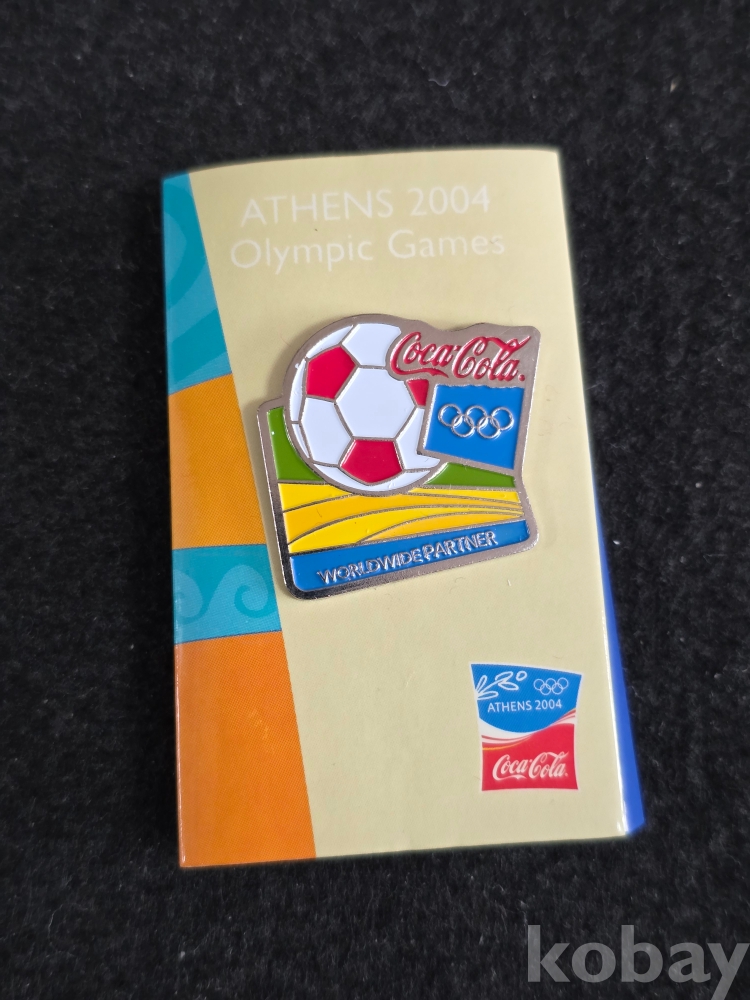 ATHENS 2004
Olympic Games
Coca-Cola
WORLDWIDE PARTNER
ATHENS 2004
Coca-Cola
kobay